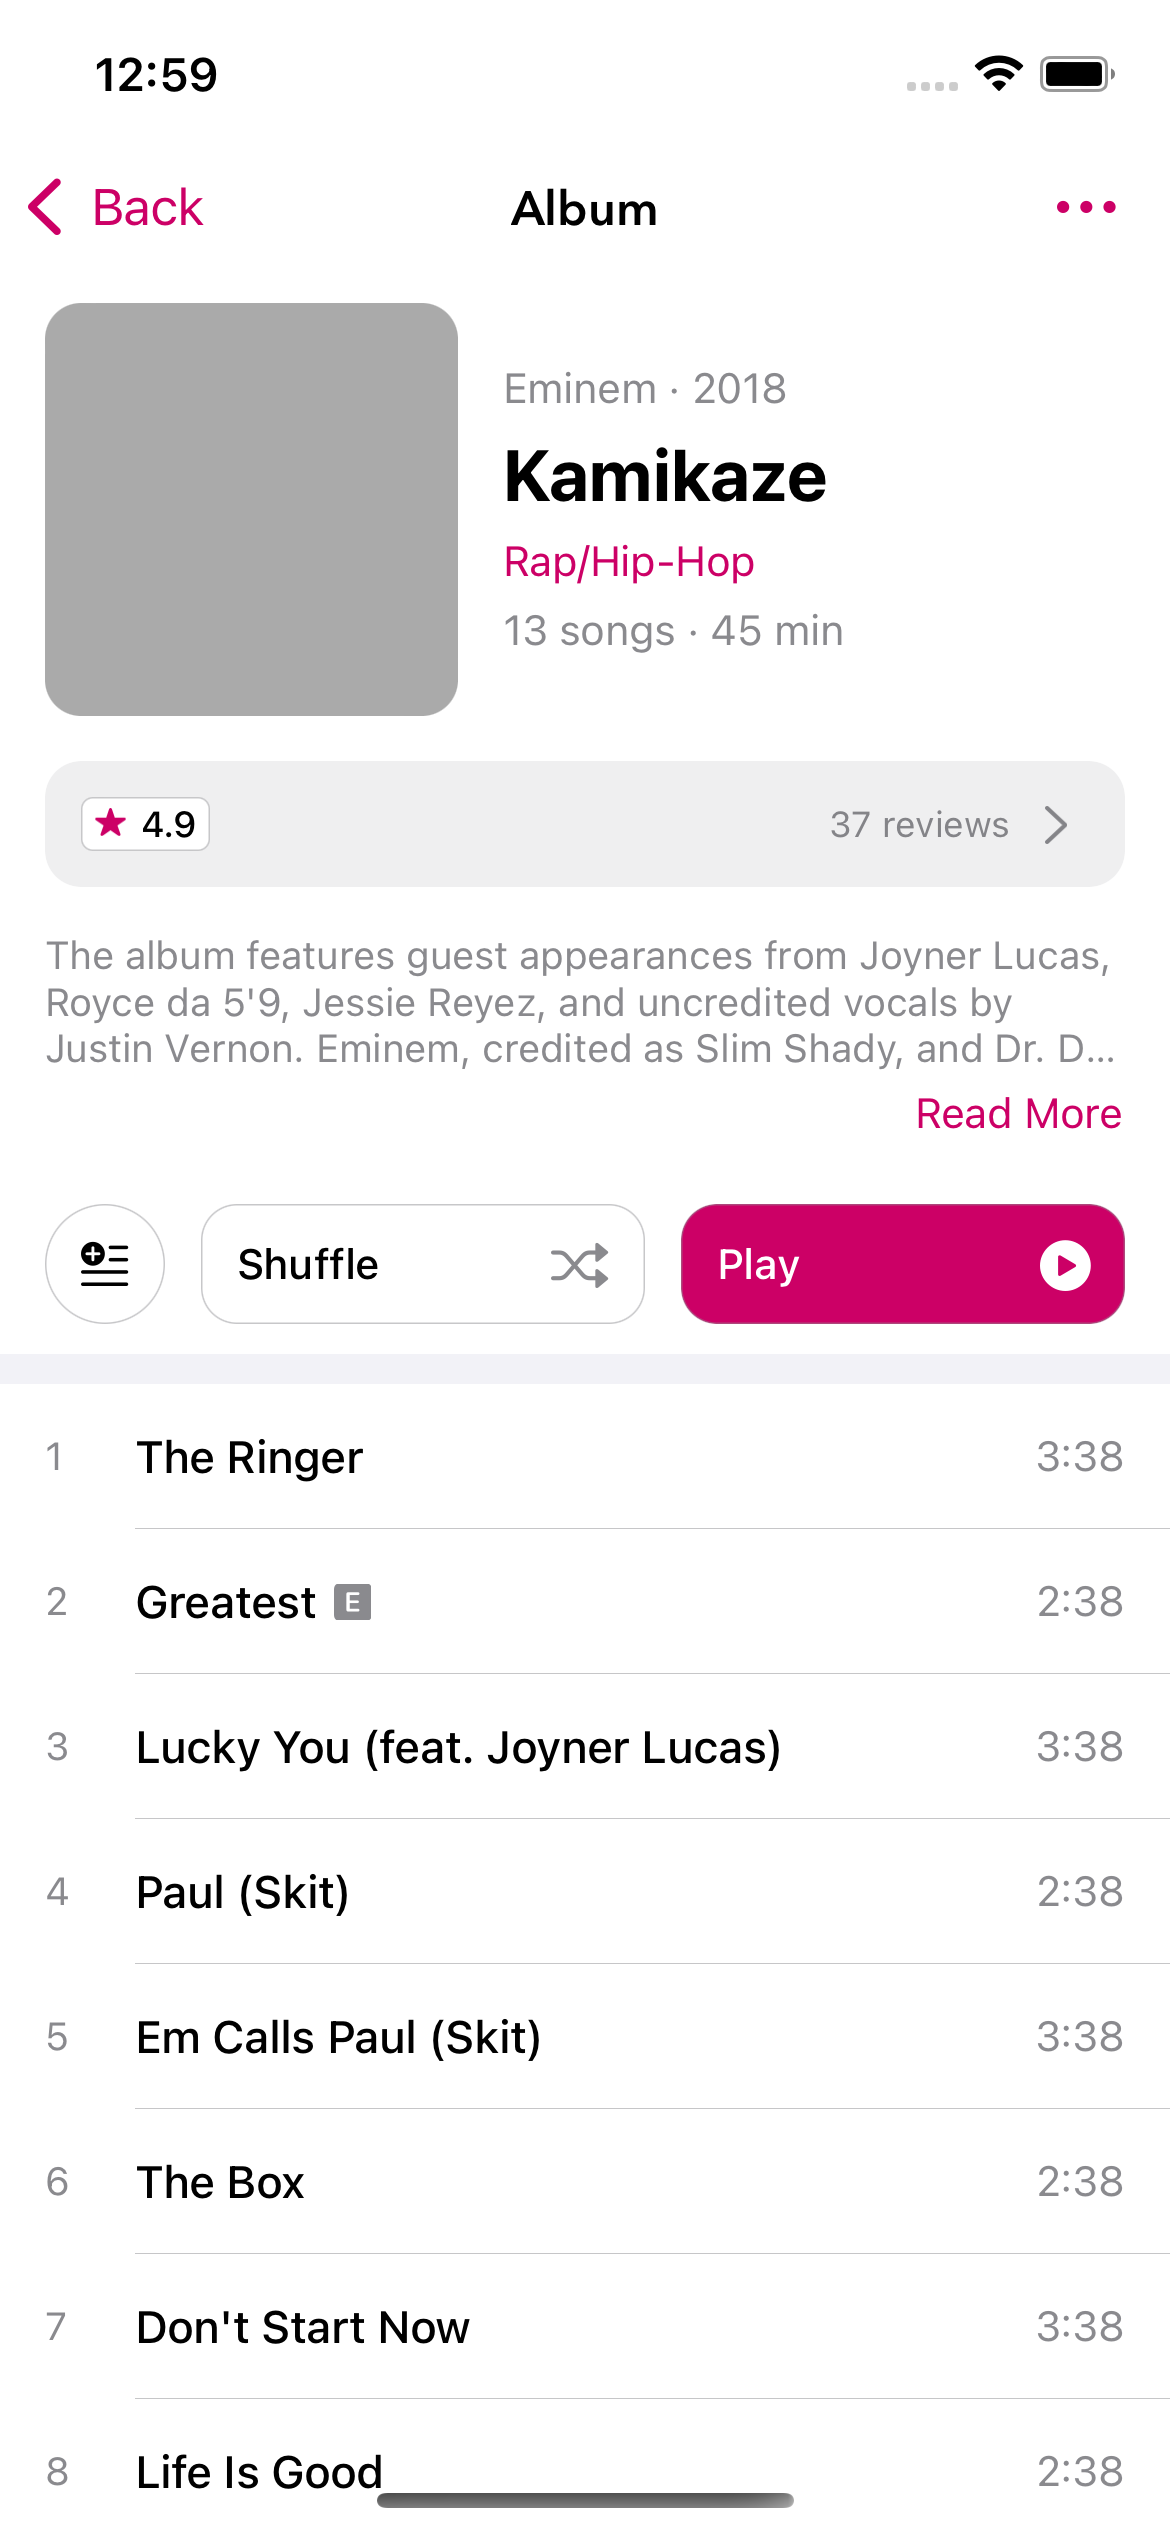 12:59
Back
Album
Eminem · 2018
Kamikaze
Rap/Hip-Hop
13 songs · 45 min
4.9
37 reviews
The album features guest appearances from Joyner Lucas,
Royce da 5'9, Jessie Reyez, and uncredited vocals by
Justin Vernon. Eminem, credited as Slim Shady, and Dr. D...
Read More
Shuffle
Play
1 The Ringer 3:38
2 Greatest E 2:38
3 Lucky You (feat. Joyner Lucas) 3:38
4 Paul (Skit) 2:38
5 Em Calls Paul (Skit) 3:38
6 The Box 2:38
7 Don't Start Now 3:38
8 Life Is Good 2:38